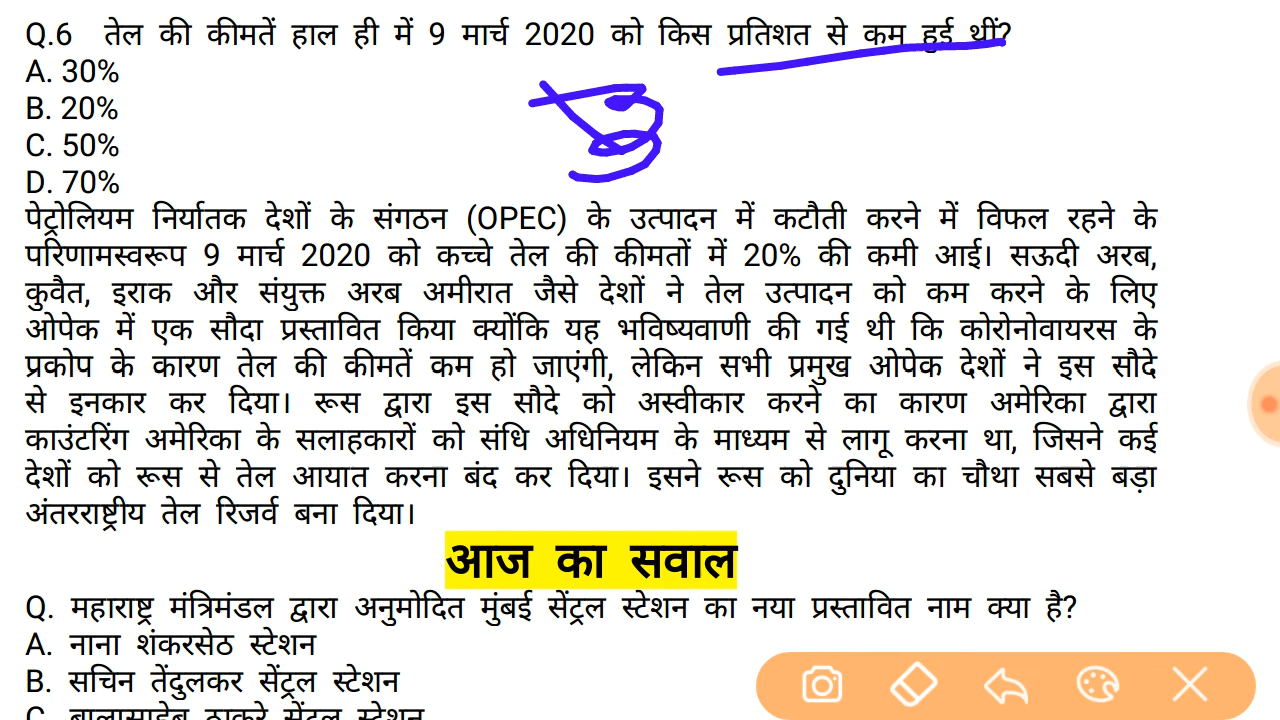 Q.6 तेल की कीमतें हाल ही में 9 मार्च 2020 को किस प्रतिशत से कम हुई थीं?
A. 30%
B. 20%
C. 50%
D. 70%
पेट्रोलियम निर्यातक देशों के संगठन (OPEC) के उत्पादन में कटौती करने में विफल रहने के
परिणामस्वरूप 9 मार्च 2020 को कच्चे तेल की कीमतों में 20% की कमी आई। सऊदी अरब,
कुवैत, इराक और संयुक्त अरब अमीरात जैसे देशों ने तेल उत्पादन को कम करने के लिए
ओपेक में एक सौदा प्रस्तावित किया क्योंकि यह भविष्यवाणी की गई थी कि कोरोनोवायरस के
प्रकोप के कारण तेल की कीमतें कम हो जाएंगी, लेकिन सभी प्रमुख ओपेक देशों ने इस सौदे
से इनकार कर दिया। रूस द्वारा इस सौदे को अस्वीकार करने का कारण अमेरिका द्वारा
काउंटरिंग अमेरिका के सलाहकारों को संधि अधिनियम के माध्यम से लागू करना था, जिसने कई
देशों को रूस से तेल आयात करना बंद कर दिया। इसने रूस को दुनिया का चौथा सबसे बड़ा
अंतरराष्ट्रीय तेल रिजर्व बना दिया।
आज का सवाल
Q. महाराष्ट्र मंत्रिमंडल द्वारा अनुमोदित मुंबई सेंट्रल स्टेशन का नया प्रस्तावित नाम क्या है?
A. नाना शंकरसेठ स्टेशन
B. सचिन तेंदुलकर सेंट्रल स्टेशन
C. बालासाहेब ठाकरे सेंट्रल स्टेशन